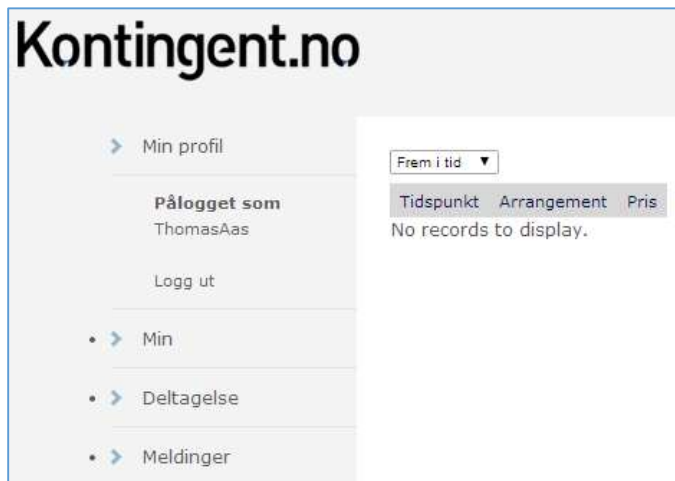 Kontingent.no
Min profil
Pålogget som
ThomasAas
Logg ut
Min
Deltagelse
Meldinger
Frem i tid
Tidspunkt Arrangement Pris
No records to display.